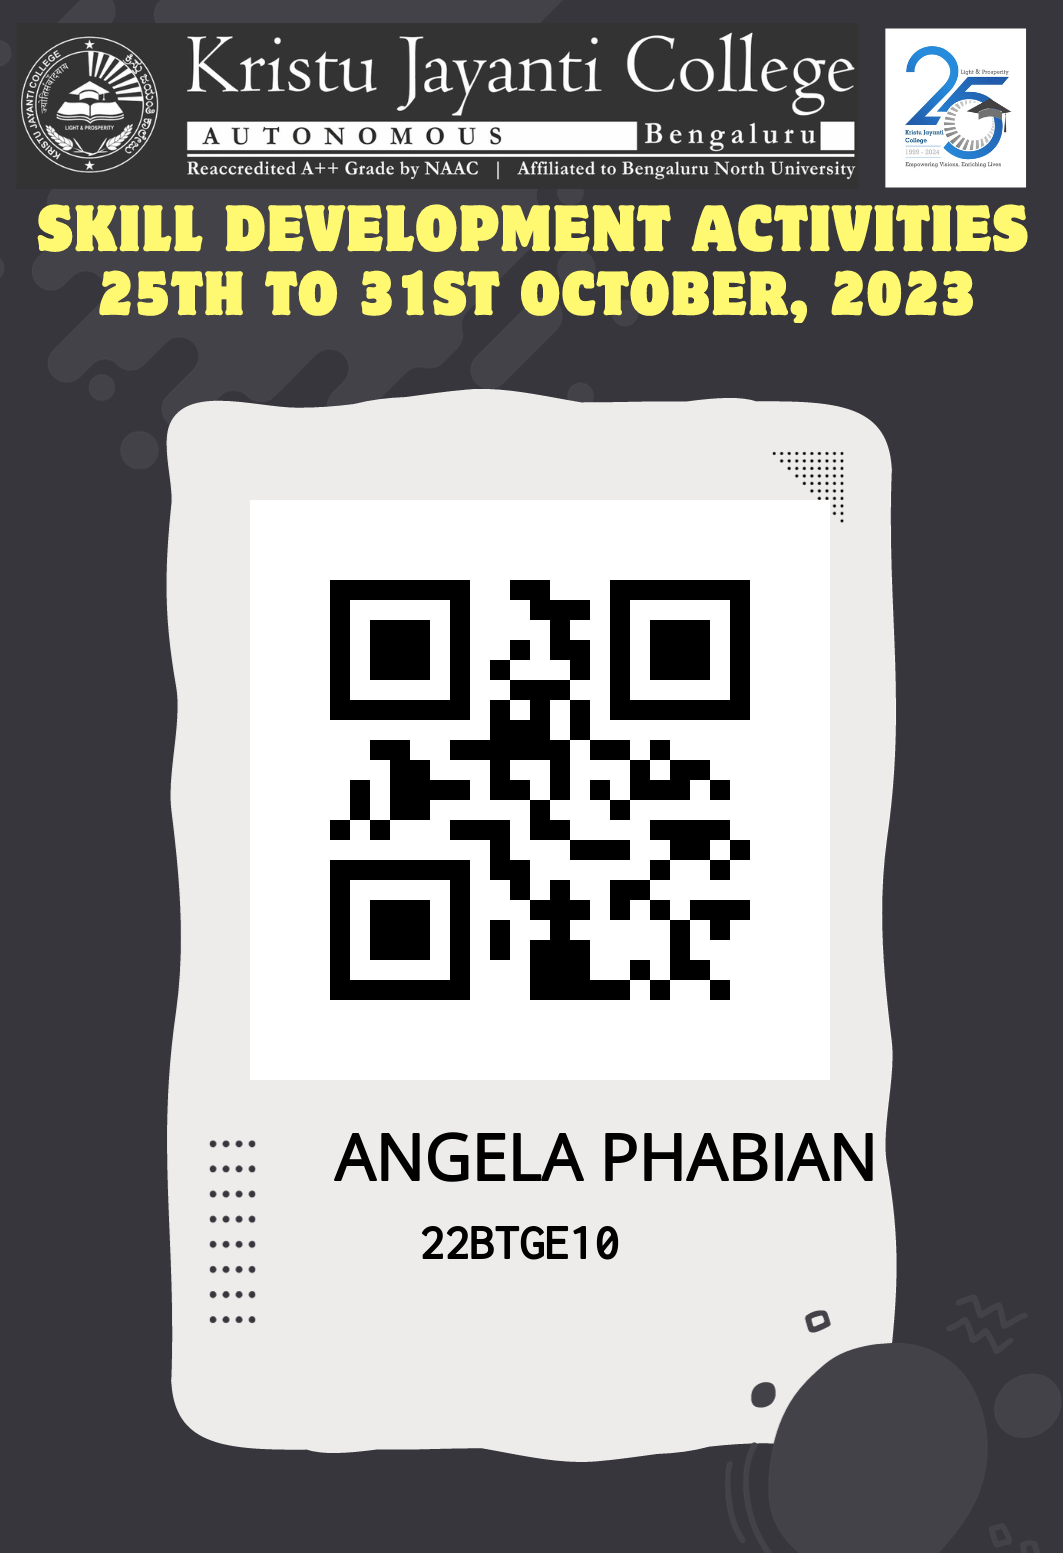 Kristu Jayanti College
AUTONOMOUS Bengaluru
Reaccredited A++ Grade by NAAC | Affiliated to Bengaluru North University
KRISTU JAYANTI COLLEGE
LIGHT & PROSPERITY
25
Light & Prosperity
Kristu Jayanti
College
1999 - 2024
Empowering Visions. Enriching Lives
SKILL DEVELOPMENT ACTIVITIES
25TH TO 31ST OCTOBER, 2023
ANGELA PHABIAN
22BTGE10